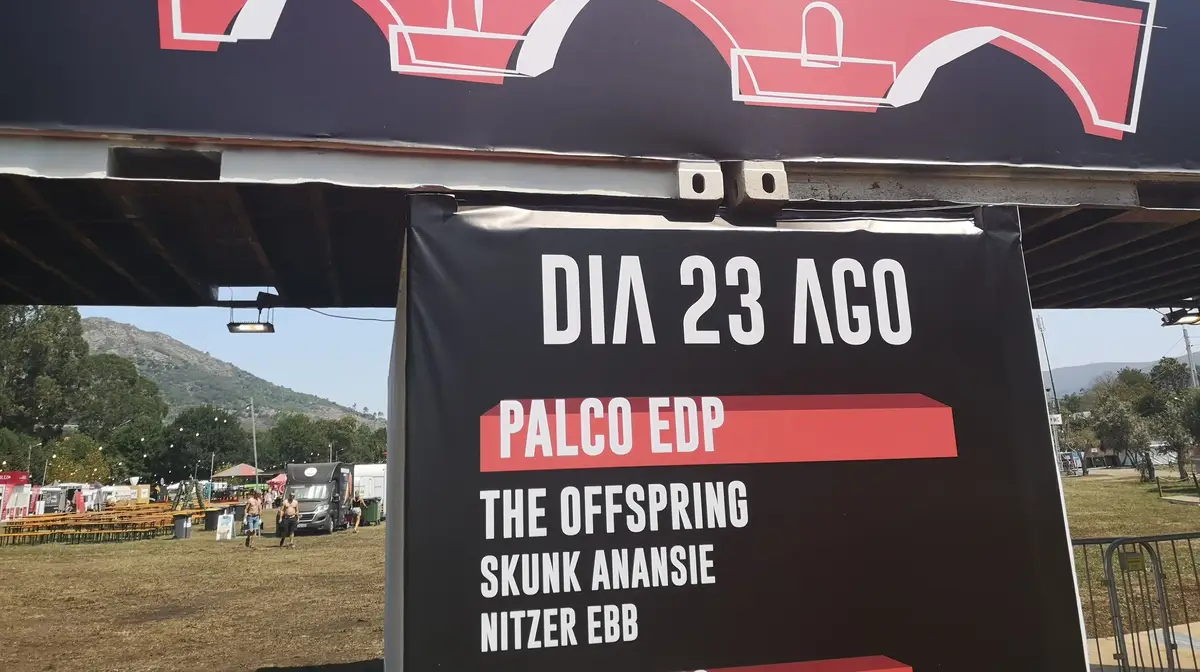 DIA 23 AGO
PALCO EDP
THE OFFSPRING
SKUNK ANANSIE
NITZER EBB